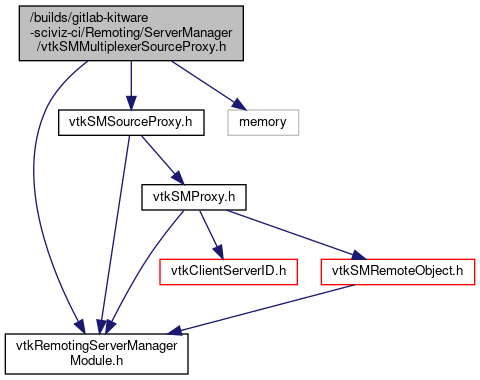 /builds/gitlab-kitware
-sciviz-ci/Remoting/ServerManager
/vtkSMMultiplexerSourceProxy.h
vtkSMSourceProxy.h
memory
vtkSMProxy.h
vtkClientServerID.h
vtkSMRemoteObject.h
vtkRemotingServerManager
Module.h